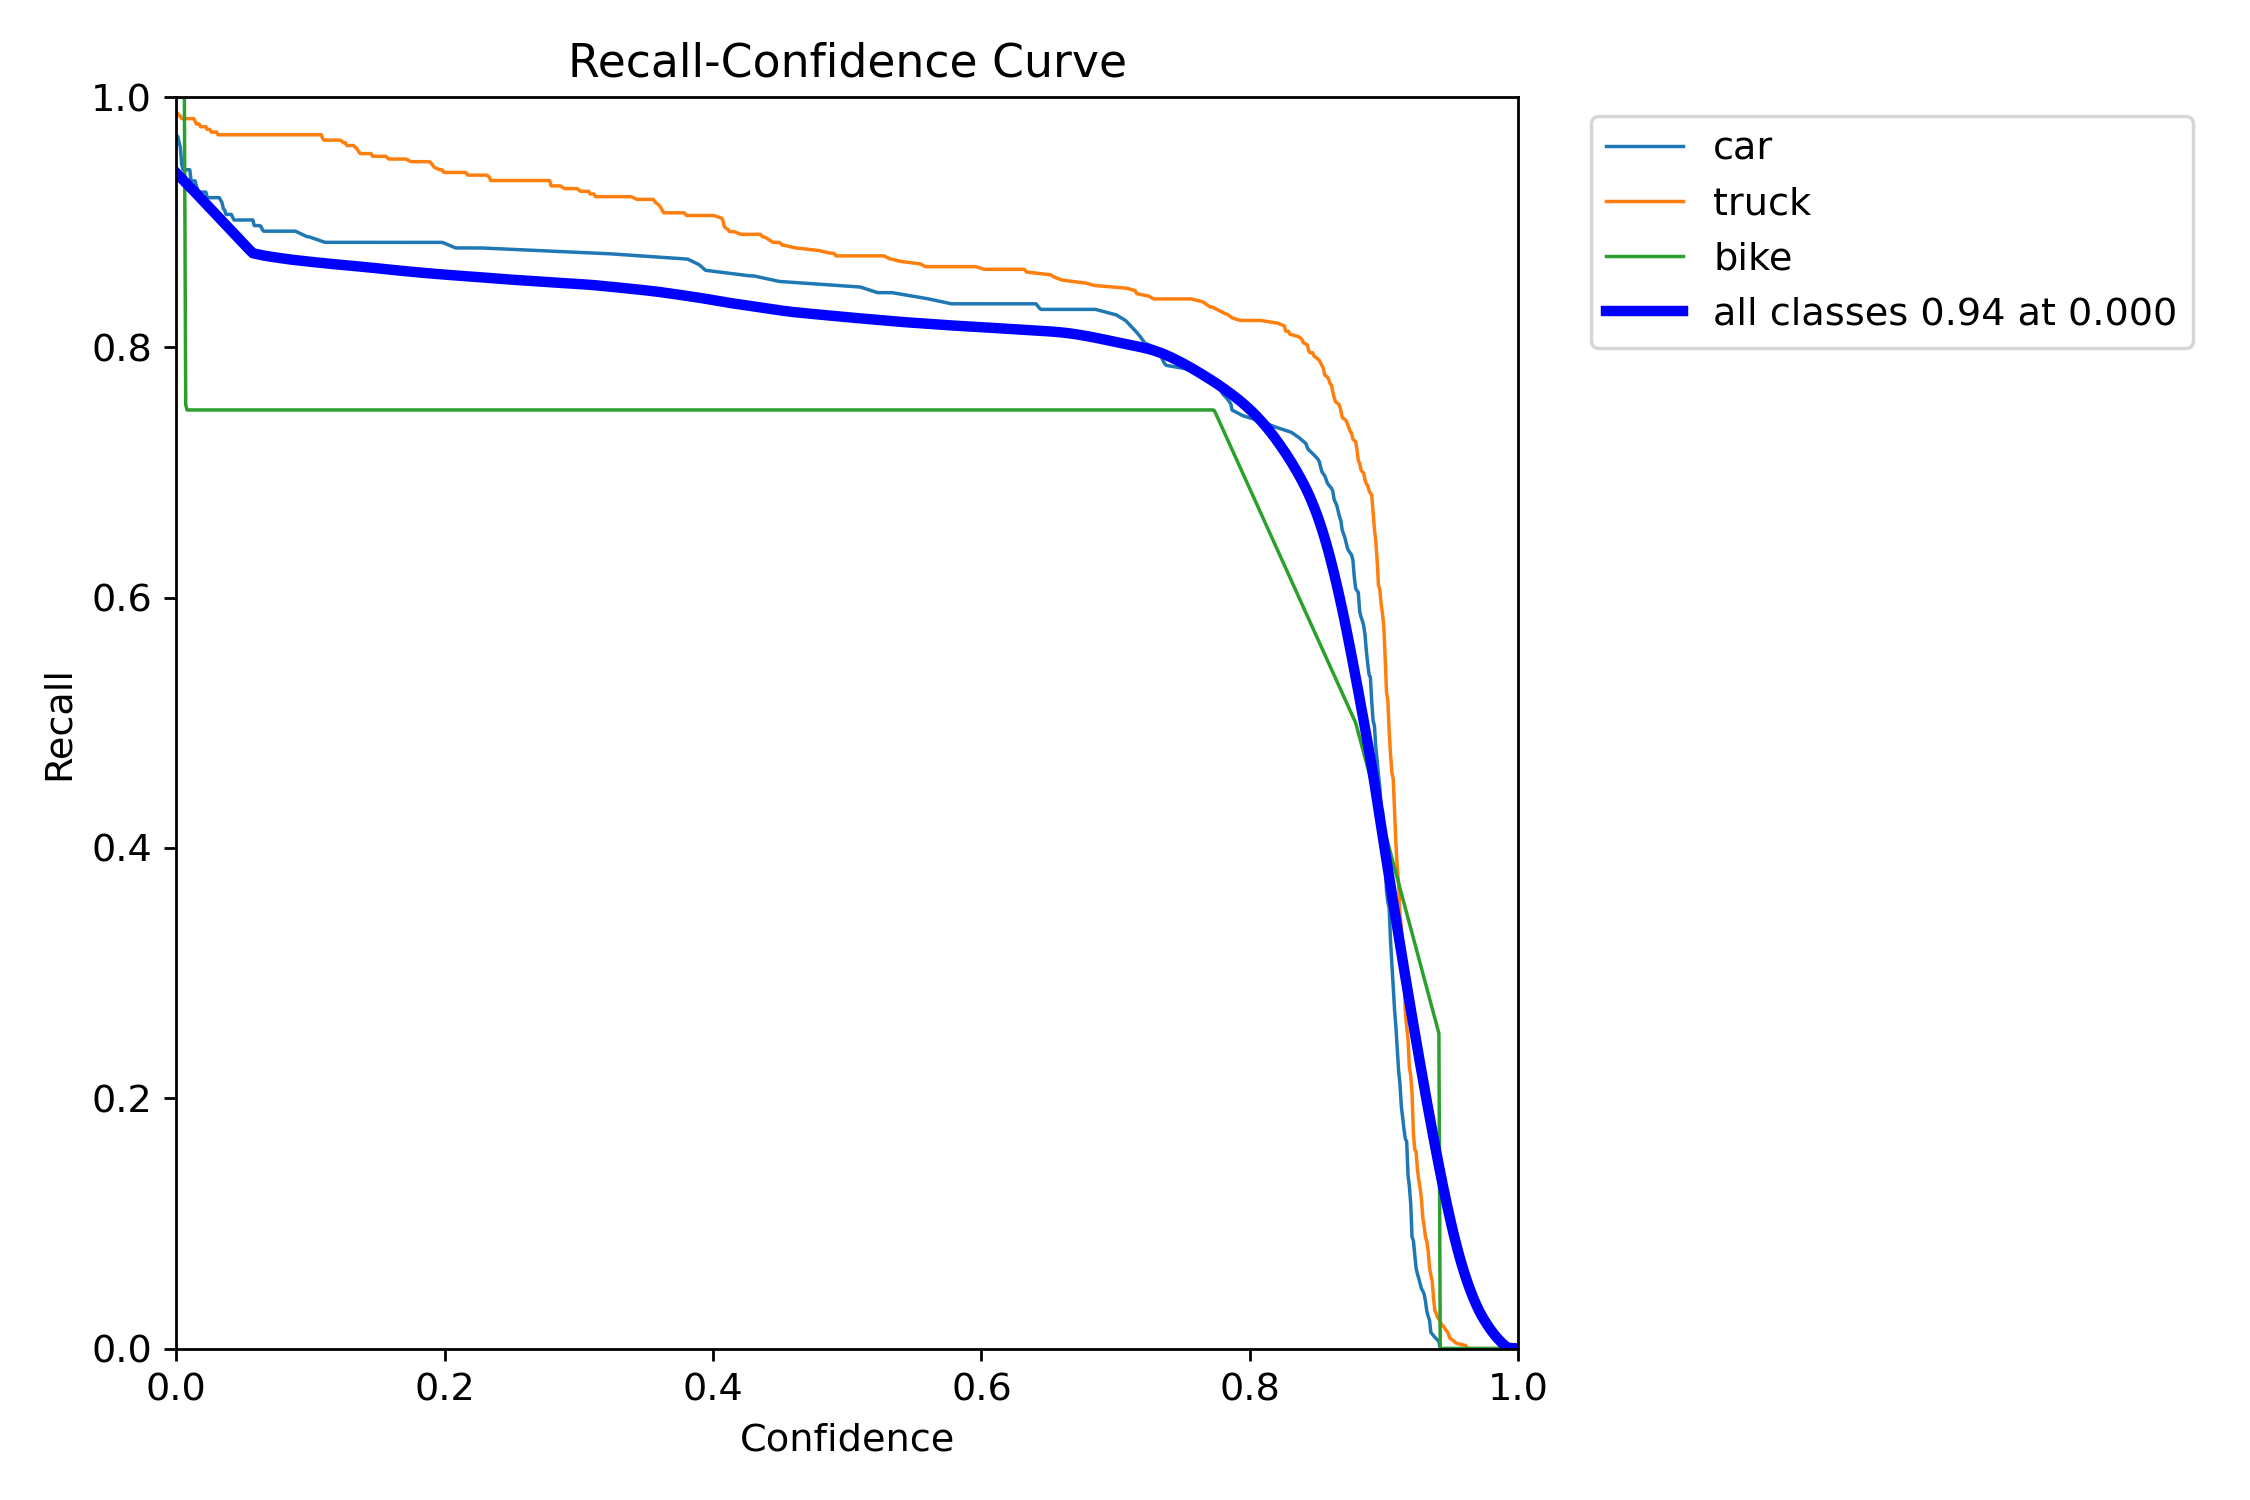 Recall-Confidence Curve
1.0
0.8
0.6
0.4
0.2
0.0
Recall
0.0 0.2 0.4 0.6 0.8 1.0
Confidence
car
truck
bike
all classes 0.94 at 0.000